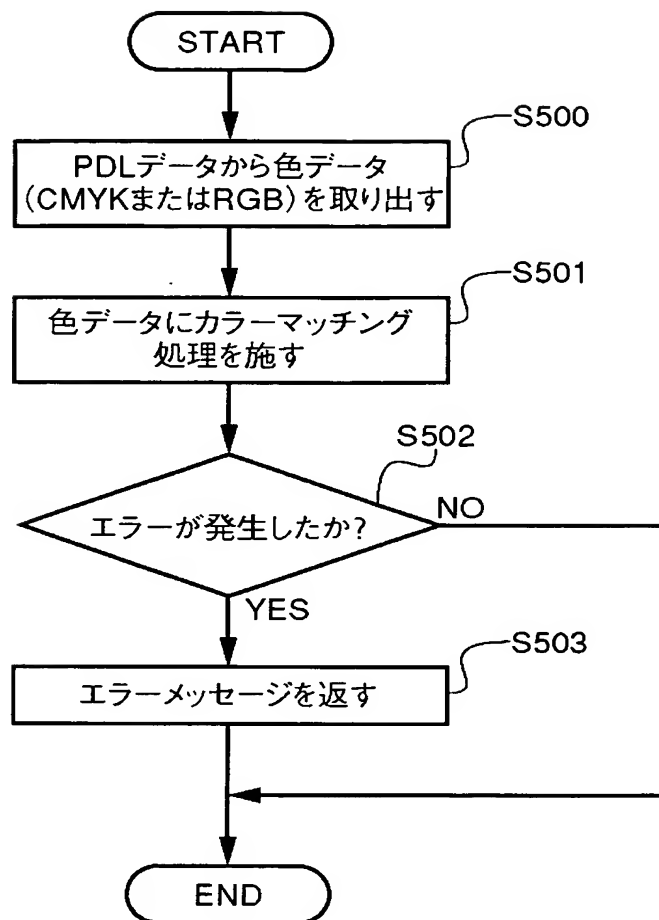 START
S500
PDLデータから色データ
(CMYKまたはRGB)を取り出す
S501
色データにカラーマッチング
処理を施す
S502
エラーが発生したか?
NO
YES
S503
エラーメッセージを返す
END